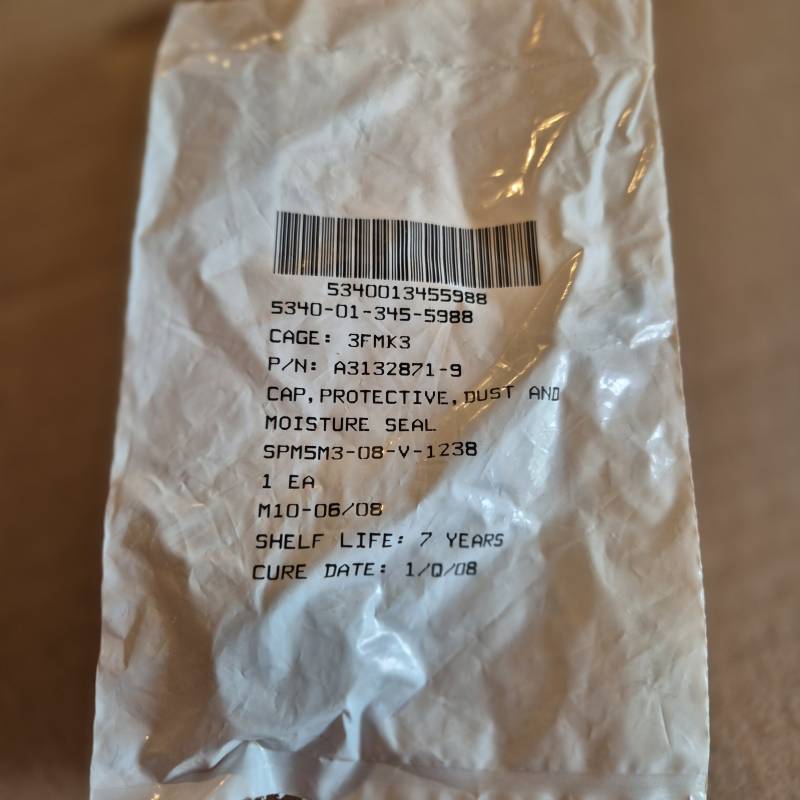 5340013455988
5340-01-345-5988
CAGE: 3FMK3
P/N: A3132871-9
CAP,PROTECTIVE,DUST AND
MOISTURE SEAL
SPM5M3-08-V-1238
1 EA
M10-06/08
SHELF LIFE: 7 YEARS
CURE DATE: 1/Q/08